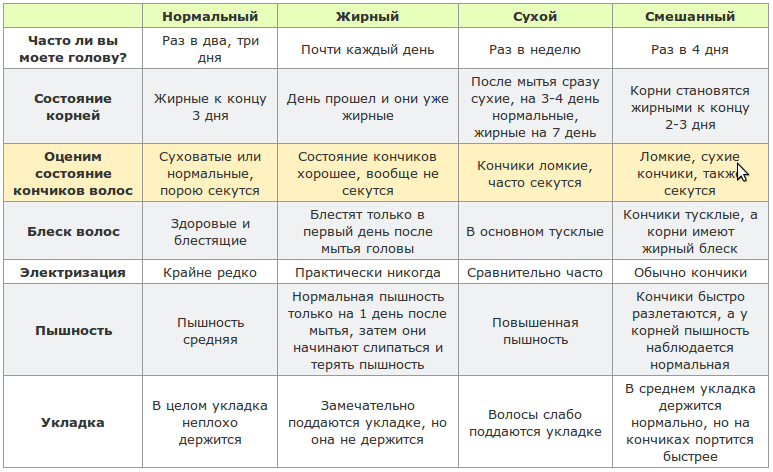 Нормальный Жирный Сухой Смешанный
Часто ли вы
моете голову?
Раз в два, три
дня
Почти каждый день
Раз в неделю
Раз в 4 дня
Состояние
корней
Жирные к концу
3 дня
День прошел и они уже
жирные
После мытья сразу
сухие, на 3-4 день
нормальные,
жирные на 7 день
Корни становятся
жирными к концу
2-3 дня
Оценим
состояние
кончиков волос
Суховатые или
нормальные,
порою секутся
Состояние кончиков
хорошее, вообще не
секутся
Кончики ломкие,
часто секутся
Ломкие, сухие
кончики, также
секутся
Блеск волос
Здоровые и
блестящие
Блестят только в
первый день после
мытья головы
В основном тусклые
Кончики тусклые, а
корни имеют
жирный блеск
Электризация
Крайне редко
Практически никогда
Сравнительно часто
Обычно кончики
Пышность
Пышность
средняя
Нормальная пышность
только на 1 день после
мытья, затем они
начинают слипаться и
терять пышность
Повышенная
пышность
Кончики быстро
разлетаются, а у
корней пышность
наблюдается
нормальная
Укладка
В целом укладка
неплохо
держится
Замечательно
поддаются укладке, но
она не держится
Волосы слабо
поддаются укладке
В среднем укладка
держится
нормально, но на
кончиках портится
быстрее